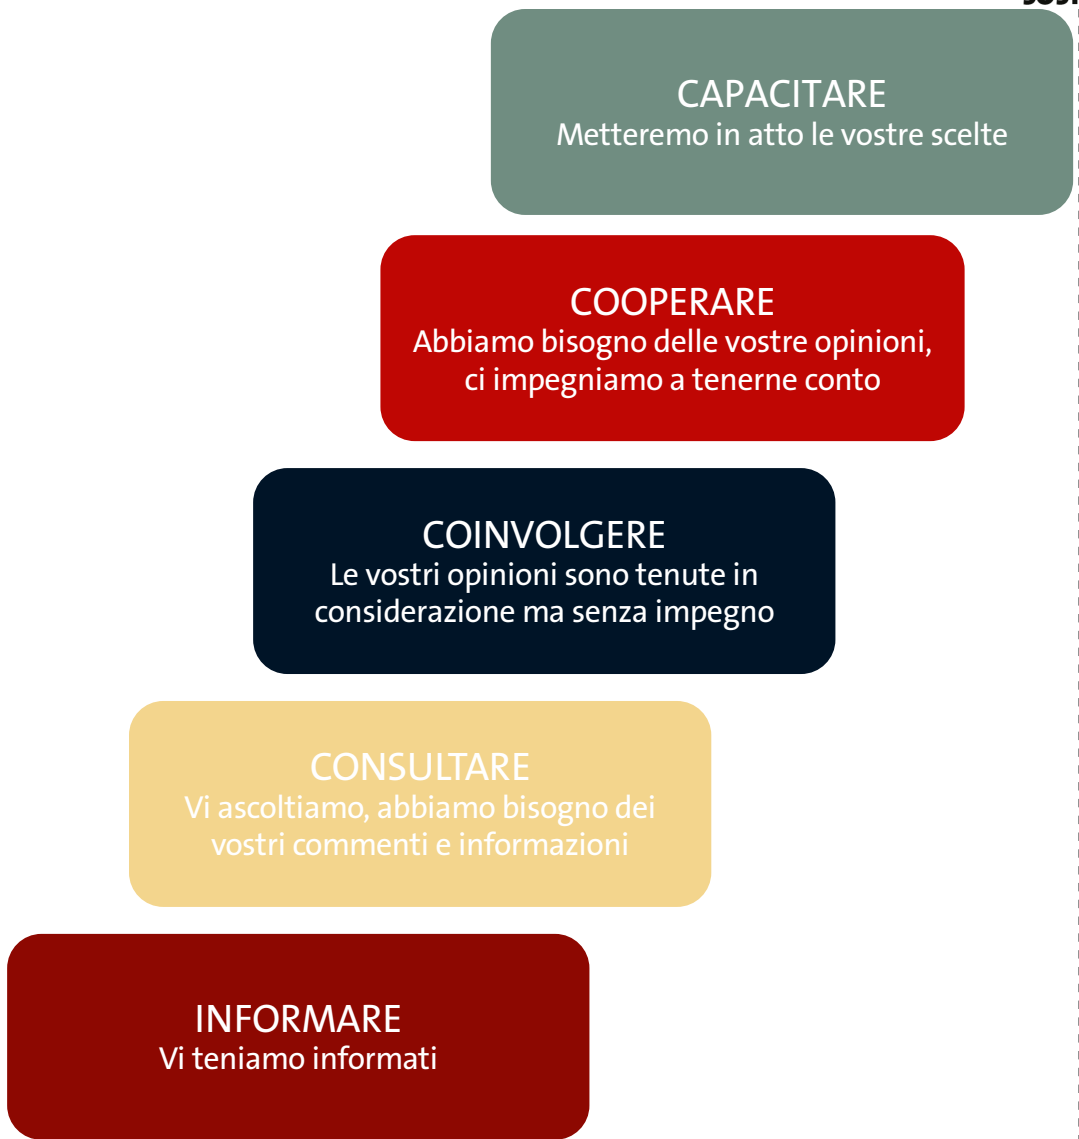 CAPACITARE
Metteremo in atto le vostre scelte
COOPERARE
Abbiamo bisogno delle vostre opinioni,
ci impegniamo a tenerne conto
COINVOLGERE
Le vostri opinioni sono tenute in
considerazione ma senza impegno
CONSULTARE
Vi ascoltiamo, abbiamo bisogno dei
vostri commenti e informazioni
INFORMARE
Vi teniamo informati